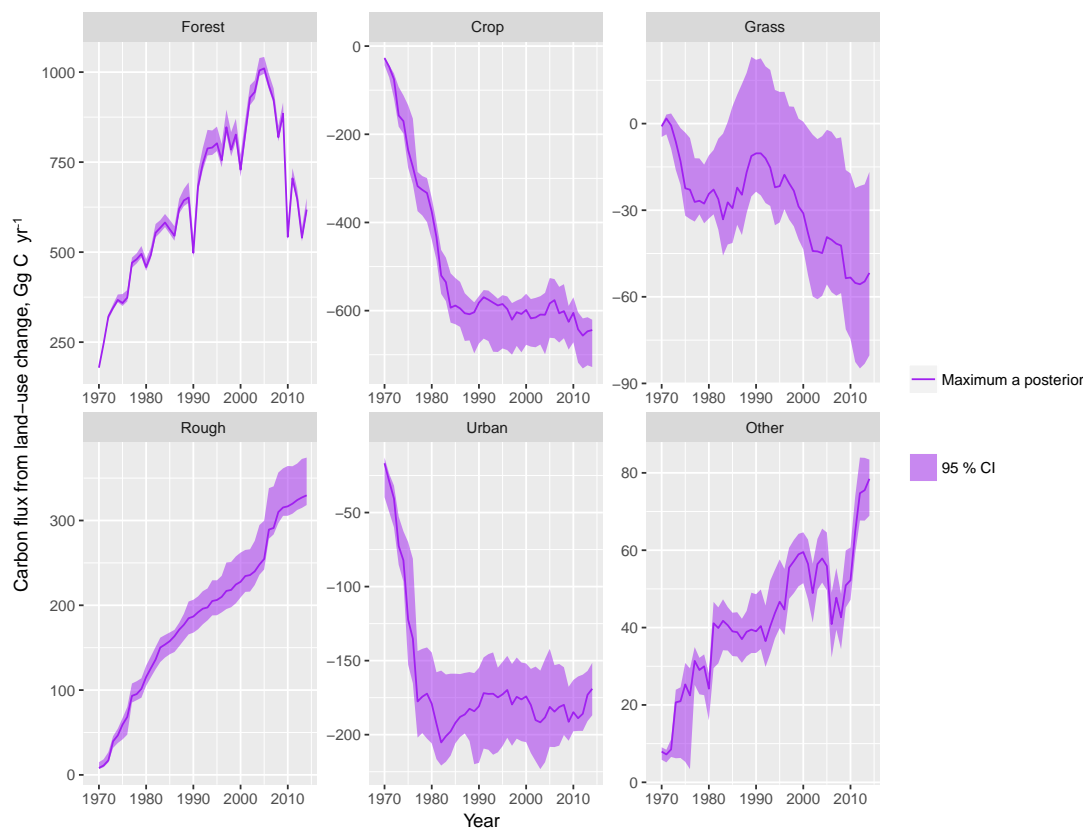 Forest Crop Grass
1000
750
500
250
0
−200
−400
−600
0
−30
−60
−90
1970 1980 1990 2000 2010
1970 1980 1990 2000 2010
1970 1980 1990 2000 2010
Rough Urban Other
300
200
100
0
−50
−100
−150
−200
80
60
40
20
0
1970 1980 1990 2000 2010
1970 1980 1990 2000 2010
1970 1980 1990 2000 2010
Year
Carbon flux from land−use change, Gg C yr⁻¹
Maximum a posterior
95 % CI